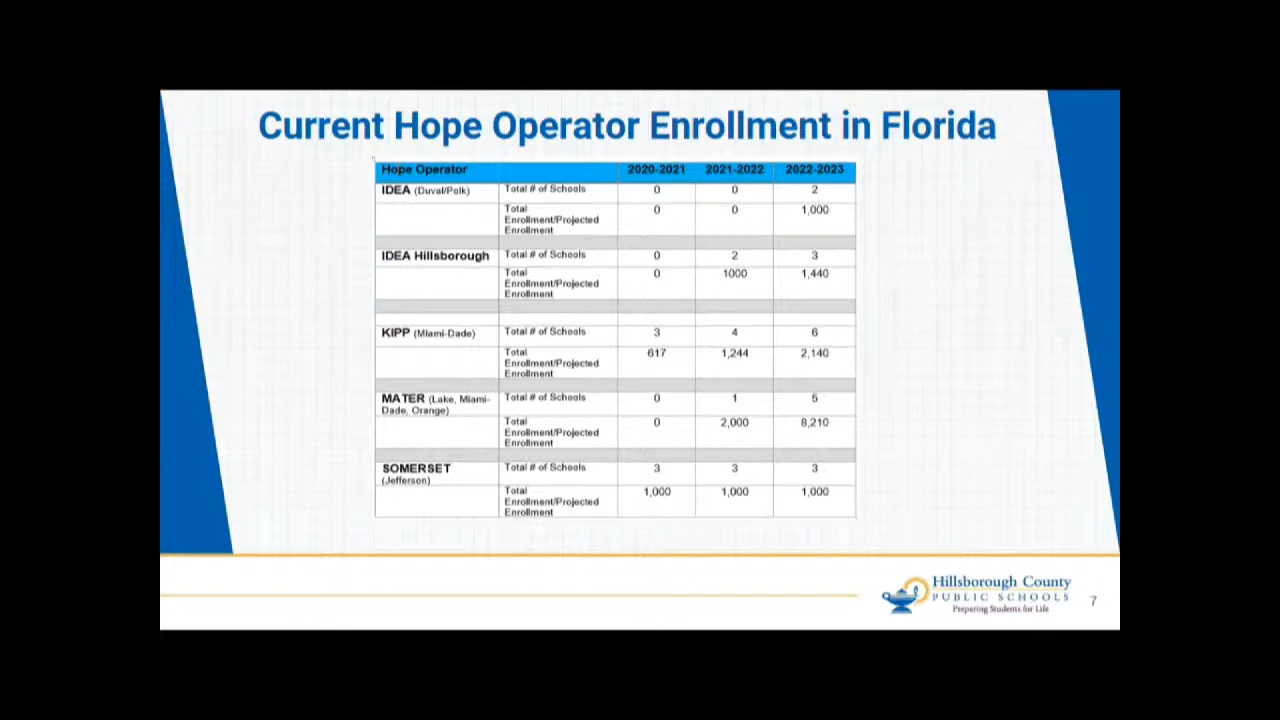 Current Hope Operator Enrollment in Florida
Hope Operator 2020-2021 2021-2022 2022-2023
IDEA (Duval/Polk) Total # of Schools 0 0 2
Total 0 0 1,000
Enrollment/Projected
Enrollment
IDEA Hillsborough Total # of Schools 0 2 3
Total 0 1000 1,440
Enrollment/Projected
Enrollment
KIPP (Miami-Dade) Total # of Schools 3 4 6
Total 617 1,244 2,140
Enrollment/Projected
Enrollment
MATER (Lake, Miami- Total # of Schools 0 1 5
Dade, Orange)
Total 0 2,000 8,210
Enrollment/Projected
Enrollment
SOMERSET Total # of Schools 3 3 3
(Jefferson)
Total 1,000 1,000 1,000
Enrollment/Projected
Enrollment
Hillsborough County
PUBLIC SCHOOLS
Preparing Students for Life
7